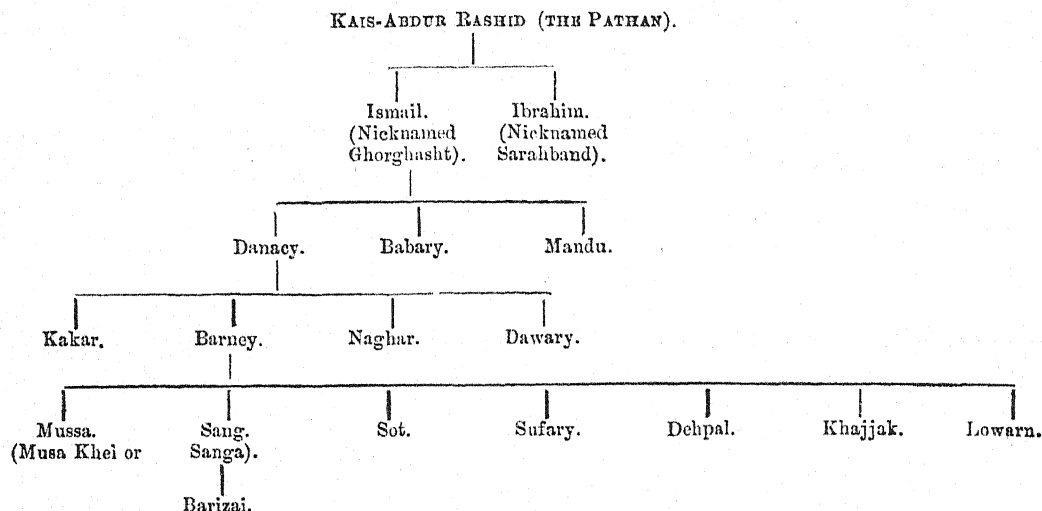 KAIS-ABDUR RASHID (THE PATHAN).
Ismail. Ibrahim.
(Nicknamed (Nicknamed
Ghorghasht). Sarahband).
Danacy. Babary. Mandu.
Kakar. Barney. Naghar. Dawary.
Mussa. Sang. Sot. Sufary. Dehpal. Khajjak. Lowarn.
(Musa Khel or Sanga).
Barizai.